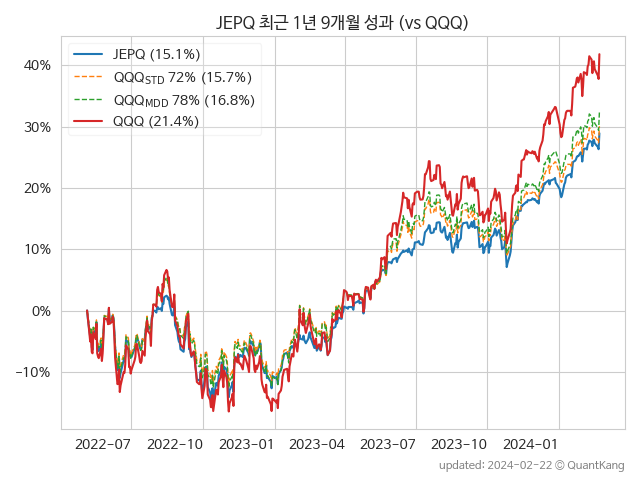 JEPQ 최근 1년 9개월 성과 (vs QQQ)
JEPQ (15.1%)
QQQSTD 72% (15.7%)
QQQMDD 78% (16.8%)
QQQ (21.4%)
40%
30%
20%
10%
0%
−10%
2022-07 2022-10 2023-01 2023-04 2023-07 2023-10 2024-01
updated: 2024-02-22 © QuantKang